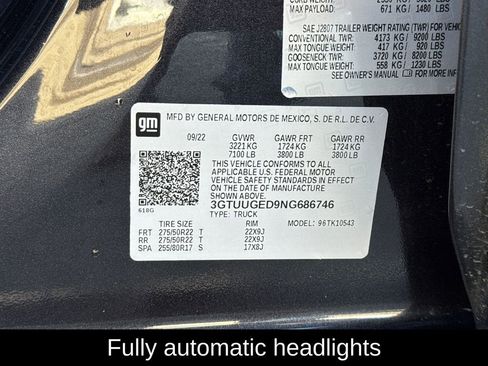 MAX PAYLOAD: 671 KG/ 1480 LBS
SAE J2807 TRAILER WEIGHT RATING (TWR) FOR VEHIC
CONVENTIONAL TWR: 4173 KG/ 9200 LBS
MAX TONGUE WEIGHT: 417 KG/ 920 LBS
GOOSENECK TWR: 3720 KG/ 8200 LBS
MAX TONGUE WEIGHT: 558 KG/ 1230 LBS
SEE OWNER'S MANUAL FOR
gm
MFD BY GENERAL MOTORS DE MEXICO, S. DE R.L. DE C.V.
09/22 GVWR GAWR FRT GAWR RR
3221 KG 1724 KG 1724 KG
7100 LB 3800 LB 3800 LB
THIS VEHICLE CONFORMS TO ALL
APPLICABLE U.S. FEDERAL MOTOR
VEHICLE SAFETY STANDARDS IN EFFECT
ON THE DATE OF MANUFACTURE
SHOWN ABOVE.
3GTUUGED9NG686746
618G
TYPE: TRUCK
TIRE SIZE RIM MODEL: 96TK10543
FRT 275/50R22 T 22X9J
RR 275/50R22 T 22X9J
SPA 255/80R17 S 17X8J
Fully automatic headlights